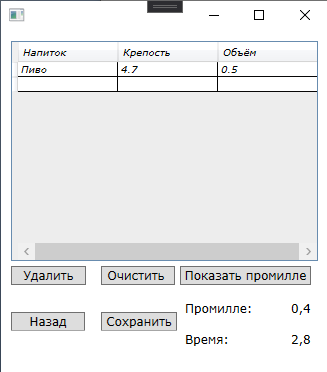 Напиток Крепость Объём
Пиво 4.7 0.5
Удалить Очистить Показать промилле
Промилле: 0,4
Назад Сохранить
Время: 2,8